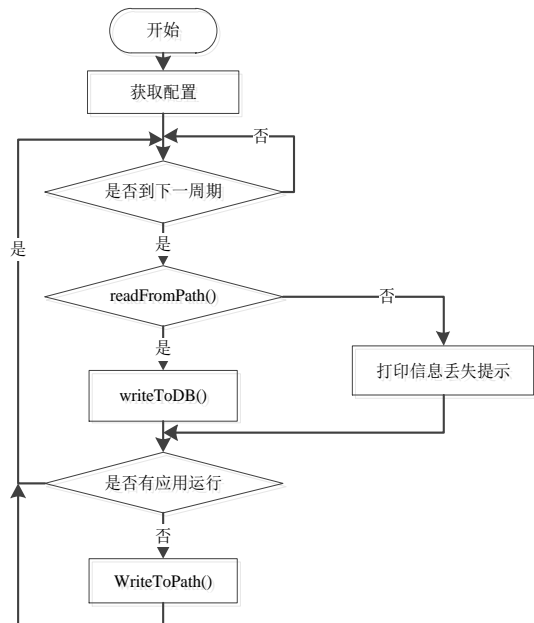 开始
获取配置
否
是否到下一周期
是
是
readFromPath()
否
是
打印信息丢失提示
writeToDB()
是否有应用运行
否
WriteToPath()